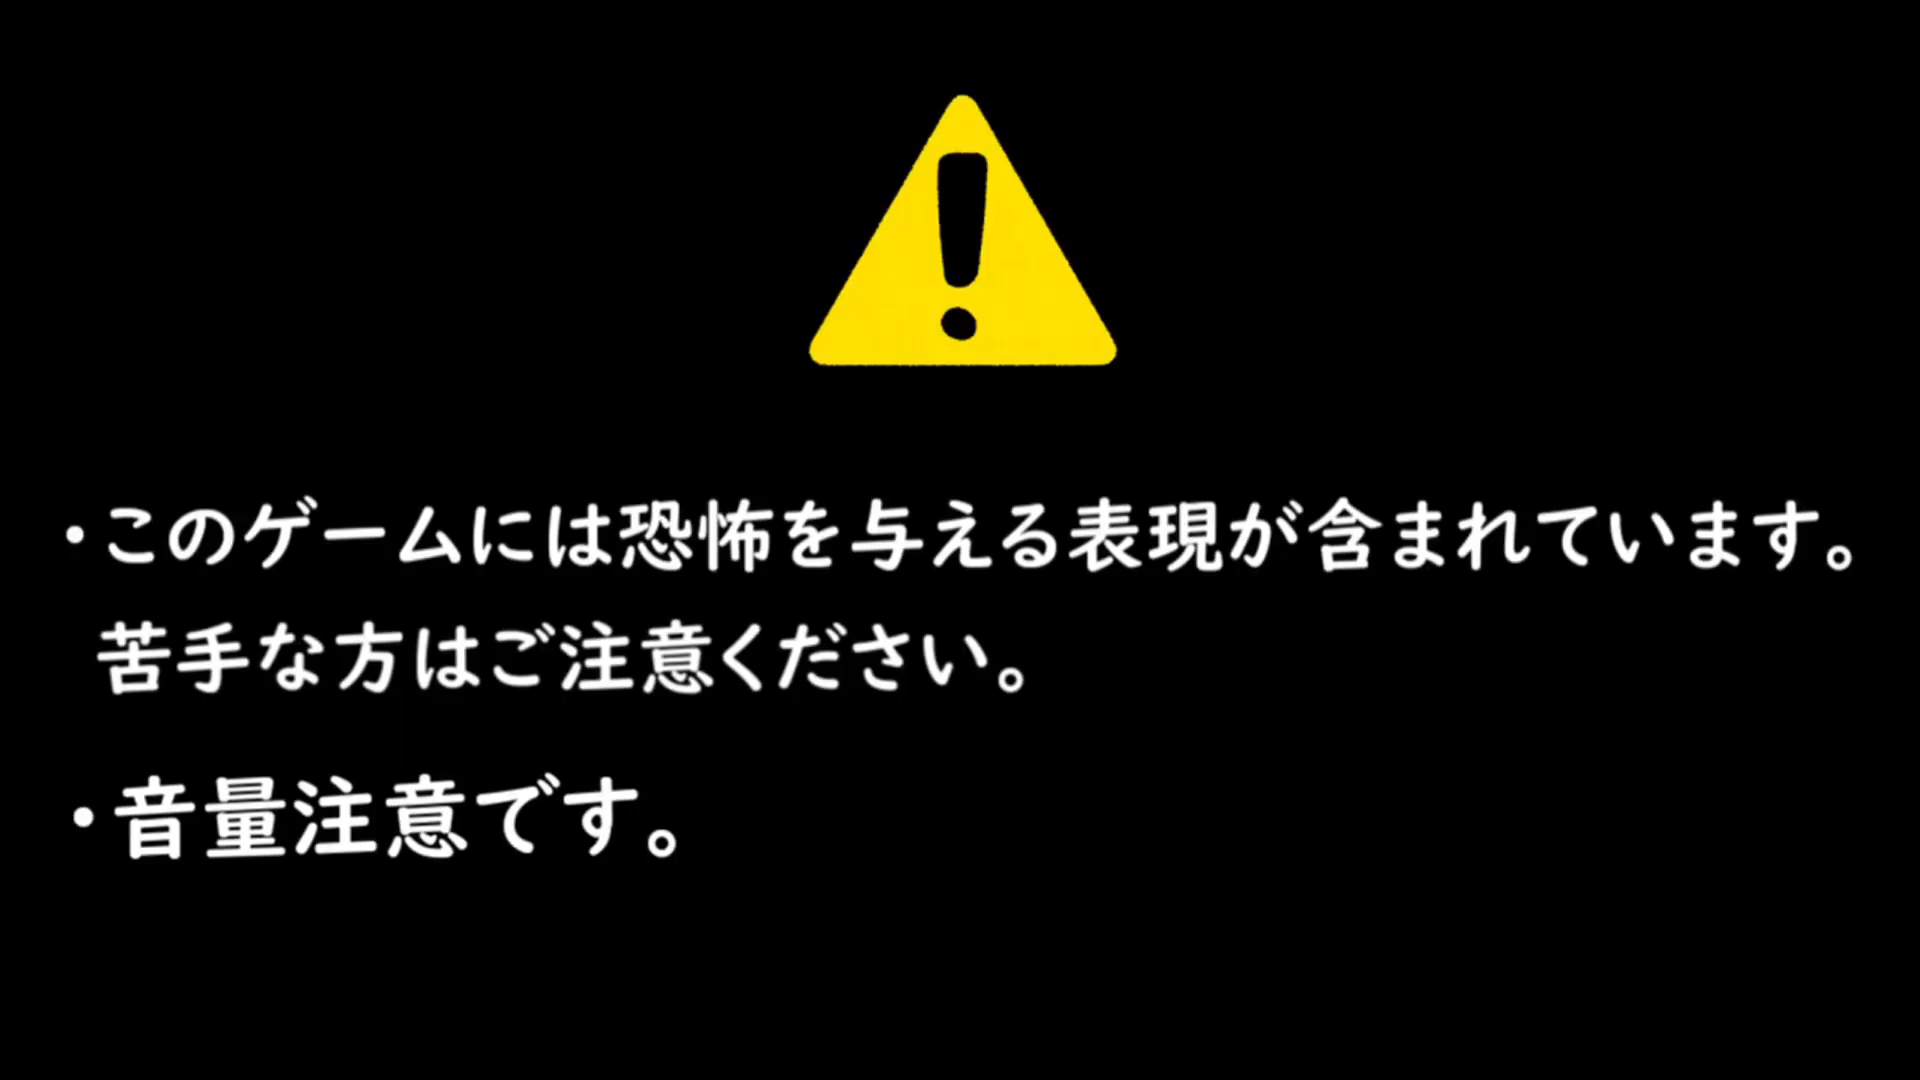 ・このゲームには恐怖を与える表現が含まれています。
苦手な方はご注意ください。
・音量注意です。